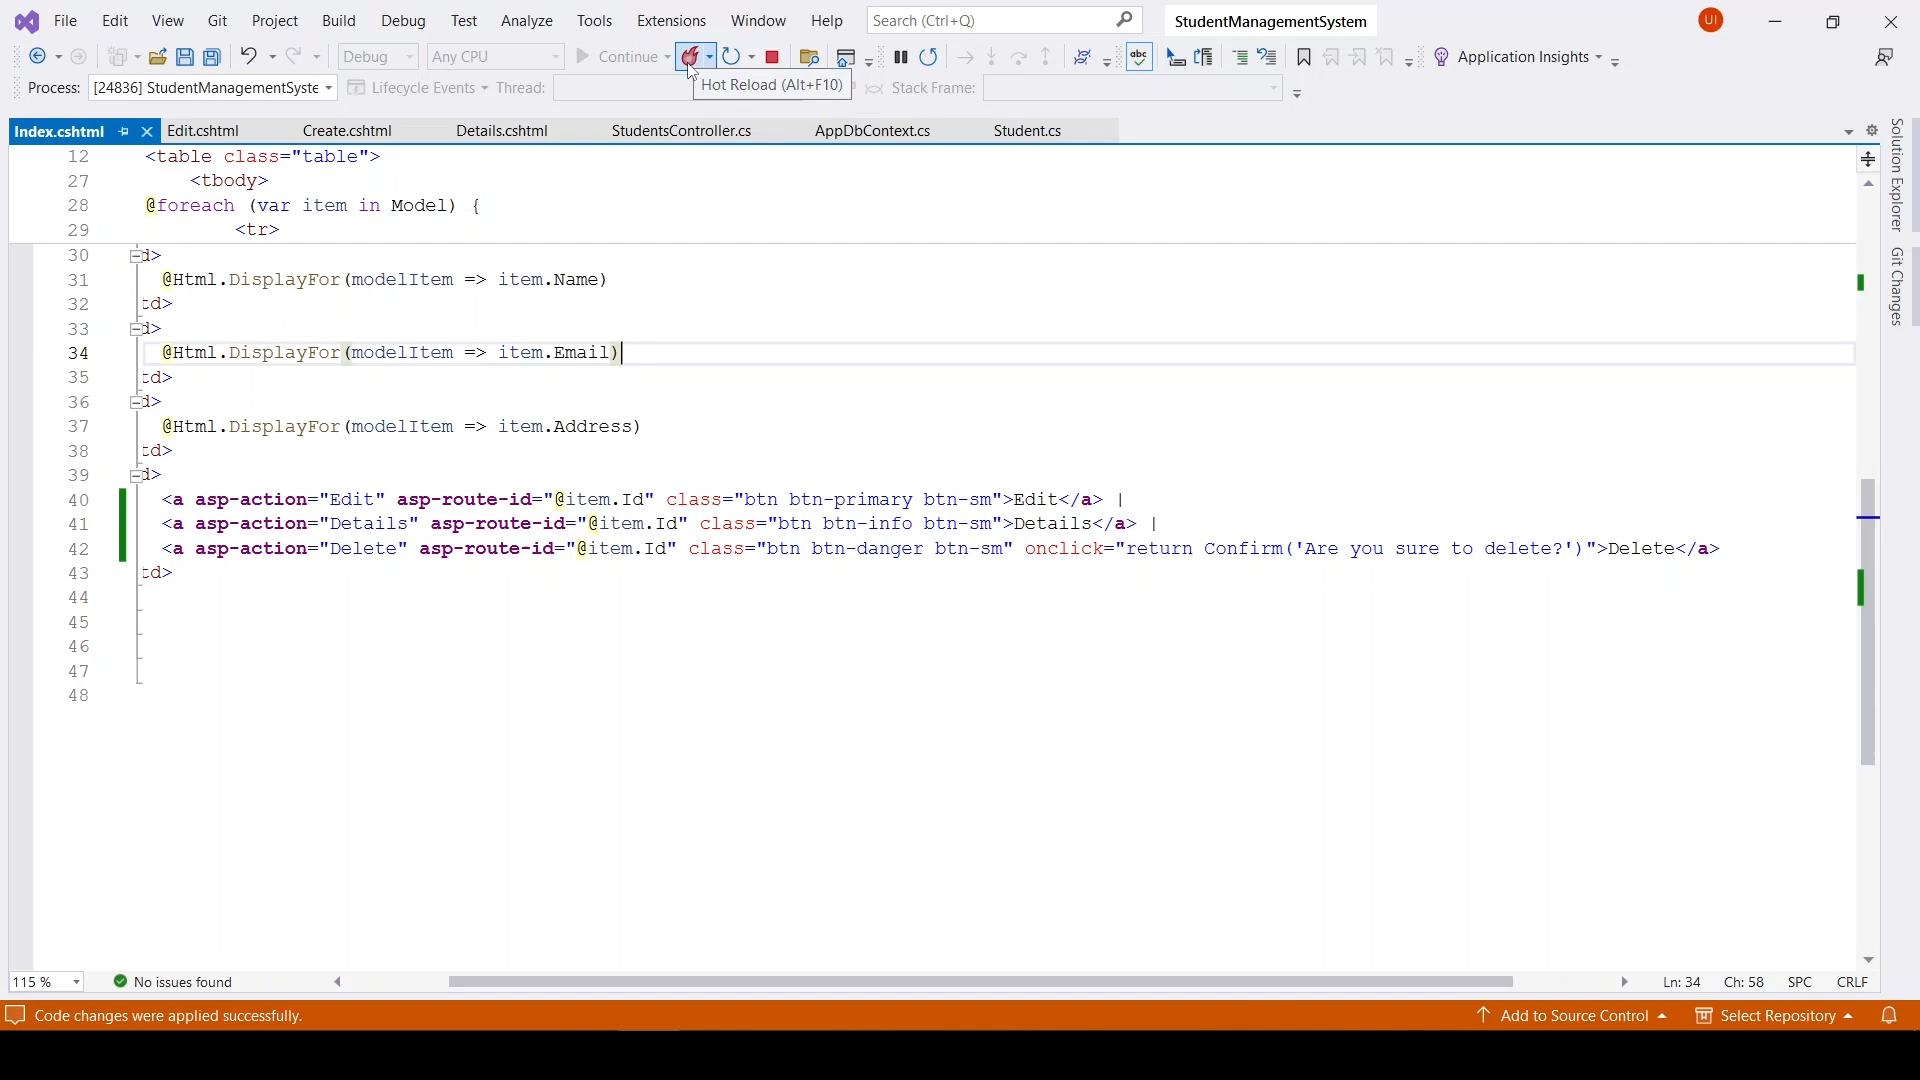 File Edit View Git Project Build Debug Test Analyze Tools Extensions Window Help Search (Ctrl+Q) StudentManagementSystem UI
Debug Any CPU Continue abc Application Insights
Process: [24836] StudentManagementSyste Lifecycle Events Thread: Hot Reload (Alt+F10) Stack Frame:
Index.cshtml Edit.cshtml Create.cshtml Details.cshtml StudentsController.cs AppDbContext.cs Student.cs
12 <table class="table">
27 <tbody>
28 @foreach (var item in Model) {
29 <tr>
30 d>
31 @Html.DisplayFor(modelItem => item.Name)
32 td>
33 d>
34 @Html.DisplayFor(modelItem => item.Email)
35 td>
36 d>
37 @Html.DisplayFor(modelItem => item.Address)
38 td>
39 d>
40 <a asp-action="Edit" asp-route-id="@item.Id" class="btn btn-primary btn-sm">Edit</a> |
41 <a asp-action="Details" asp-route-id="@item.Id" class="btn btn-info btn-sm">Details</a> |
42 <a asp-action="Delete" asp-route-id="@item.Id" class="btn btn-danger btn-sm" onclick="return Confirm('Are you sure to delete?')">Delete</a>
43 td>
44
45
46
47
48
Solution Explorer
Git Changes
115 % No issues found Ln: 34 Ch: 58 SPC CRLF
Code changes were applied successfully. Add to Source Control Select Repository